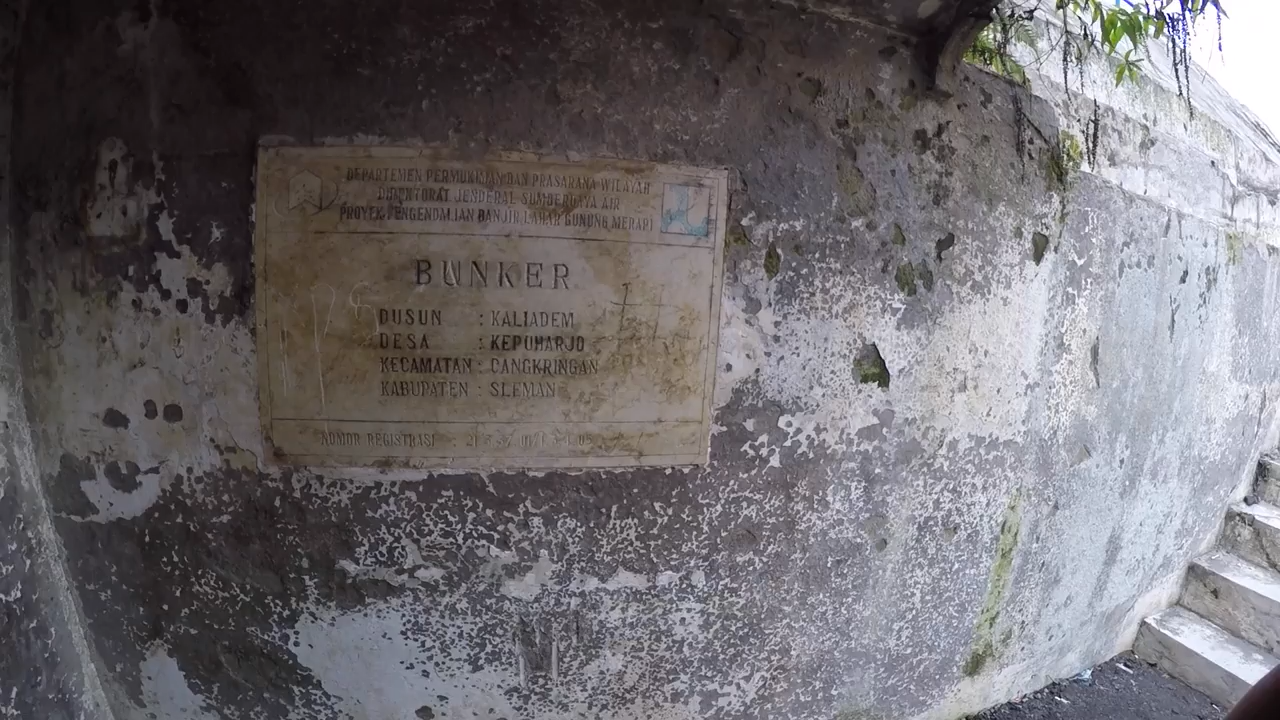 DEPARTEMEN PERMUKIMAN DAN PRASARANA WILAYAH
DIREKTORAT JENDERAL SUMBERDAYA AIR
PROYEK PENGENDALIAN BANJIR LAHAR GUNUNG MERAPI
BUNKER
DUSUN : KALIADEM
DESA : KEPUHARJO
KECAMATAN : CANGKRINGAN
KABUPATEN : SLEMAN
NOMOR REGISTRASI :